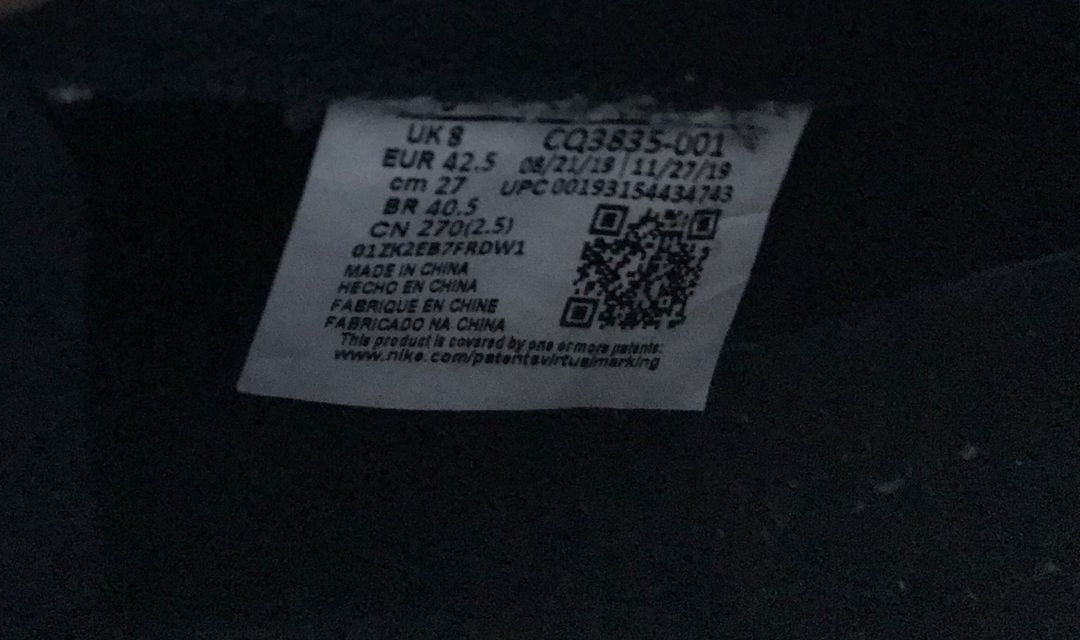 UK 8
EUR 42.5
cm 27
BR 40.5
CN 270(2.5)
01ZK2EB7FRDW1
MADE IN CHINA
HECHO EN CHINA
FABRIQUE EN CHINE
FABRICADO NA CHINA
CQ3835-001
08/21/19 | 11/27/19
UPC 00193154434743
This product is covered by one or more patents:
www.nike.com/patentsvirtualmarking